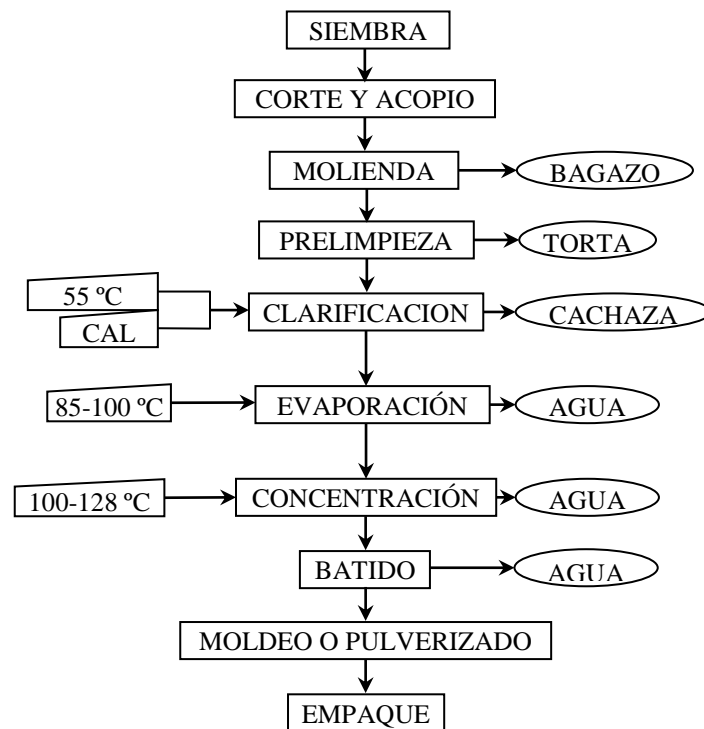 SIEMBRA
CORTE Y ACOPIO
MOLIENDA
BAGAZO
PRELIMPIEZA
TORTA
55 ºC
CAL
CLARIFICACION
CACHAZA
85-100 ºC
EVAPORACIÓN
AGUA
100-128 ºC
CONCENTRACIÓN
AGUA
BATIDO
AGUA
MOLDEO O PULVERIZADO
EMPAQUE